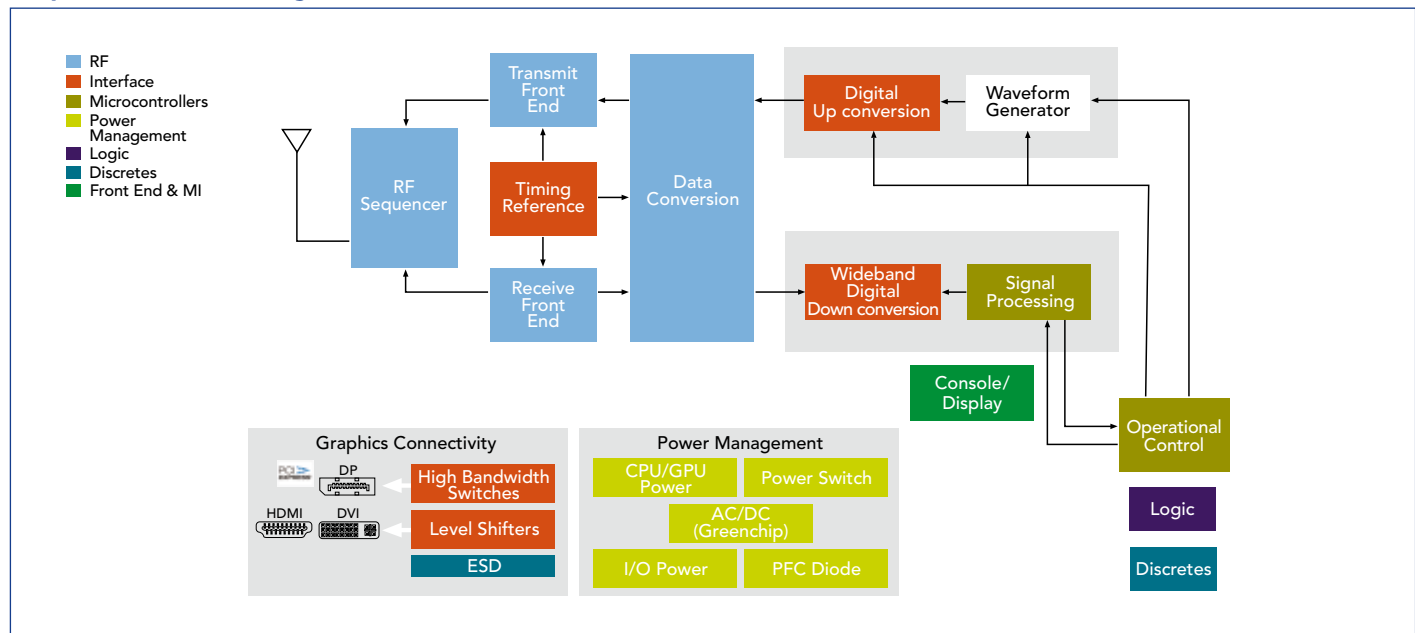 RF
Interface
Microcontrollers
Power
Management
Logic
Discretes
Front End & MI
RF
Sequencer
Transmit
Front
End
Timing
Reference
Receive
Front
End
Data
Conversion
Digital
Up conversion
Waveform
Generator
Wideband
Digital
Down conversion
Signal
Processing
Console/
Display
Operational
Control
Logic
Discretes
Graphics Connectivity
PCI
EXPRESS
DP
High Bandwidth
Switches
HDMI
DVI
Level Shifters
ESD
Power Management
CPU/GPU
Power
Power Switch
AC/DC
(Greenchip)
I/O Power
PFC Diode